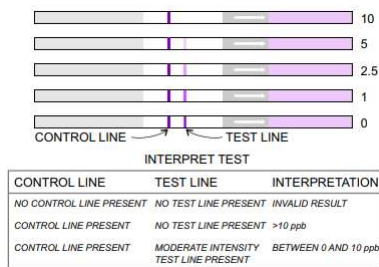 10
5
2.5
1
0
CONTROL LINE TEST LINE
INTERPRET TEST
CONTROL LINE TEST LINE INTERPRETATION
NO CONTROL LINE PRESENT NO TEST LINE PRESENT INVALID RESULT
CONTROL LINE PRESENT NO TEST LINE PRESENT >10 ppb
CONTROL LINE PRESENT MODERATE INTENSITY BETWEEN 0 AND 10 ppb
TEST LINE PRESENT